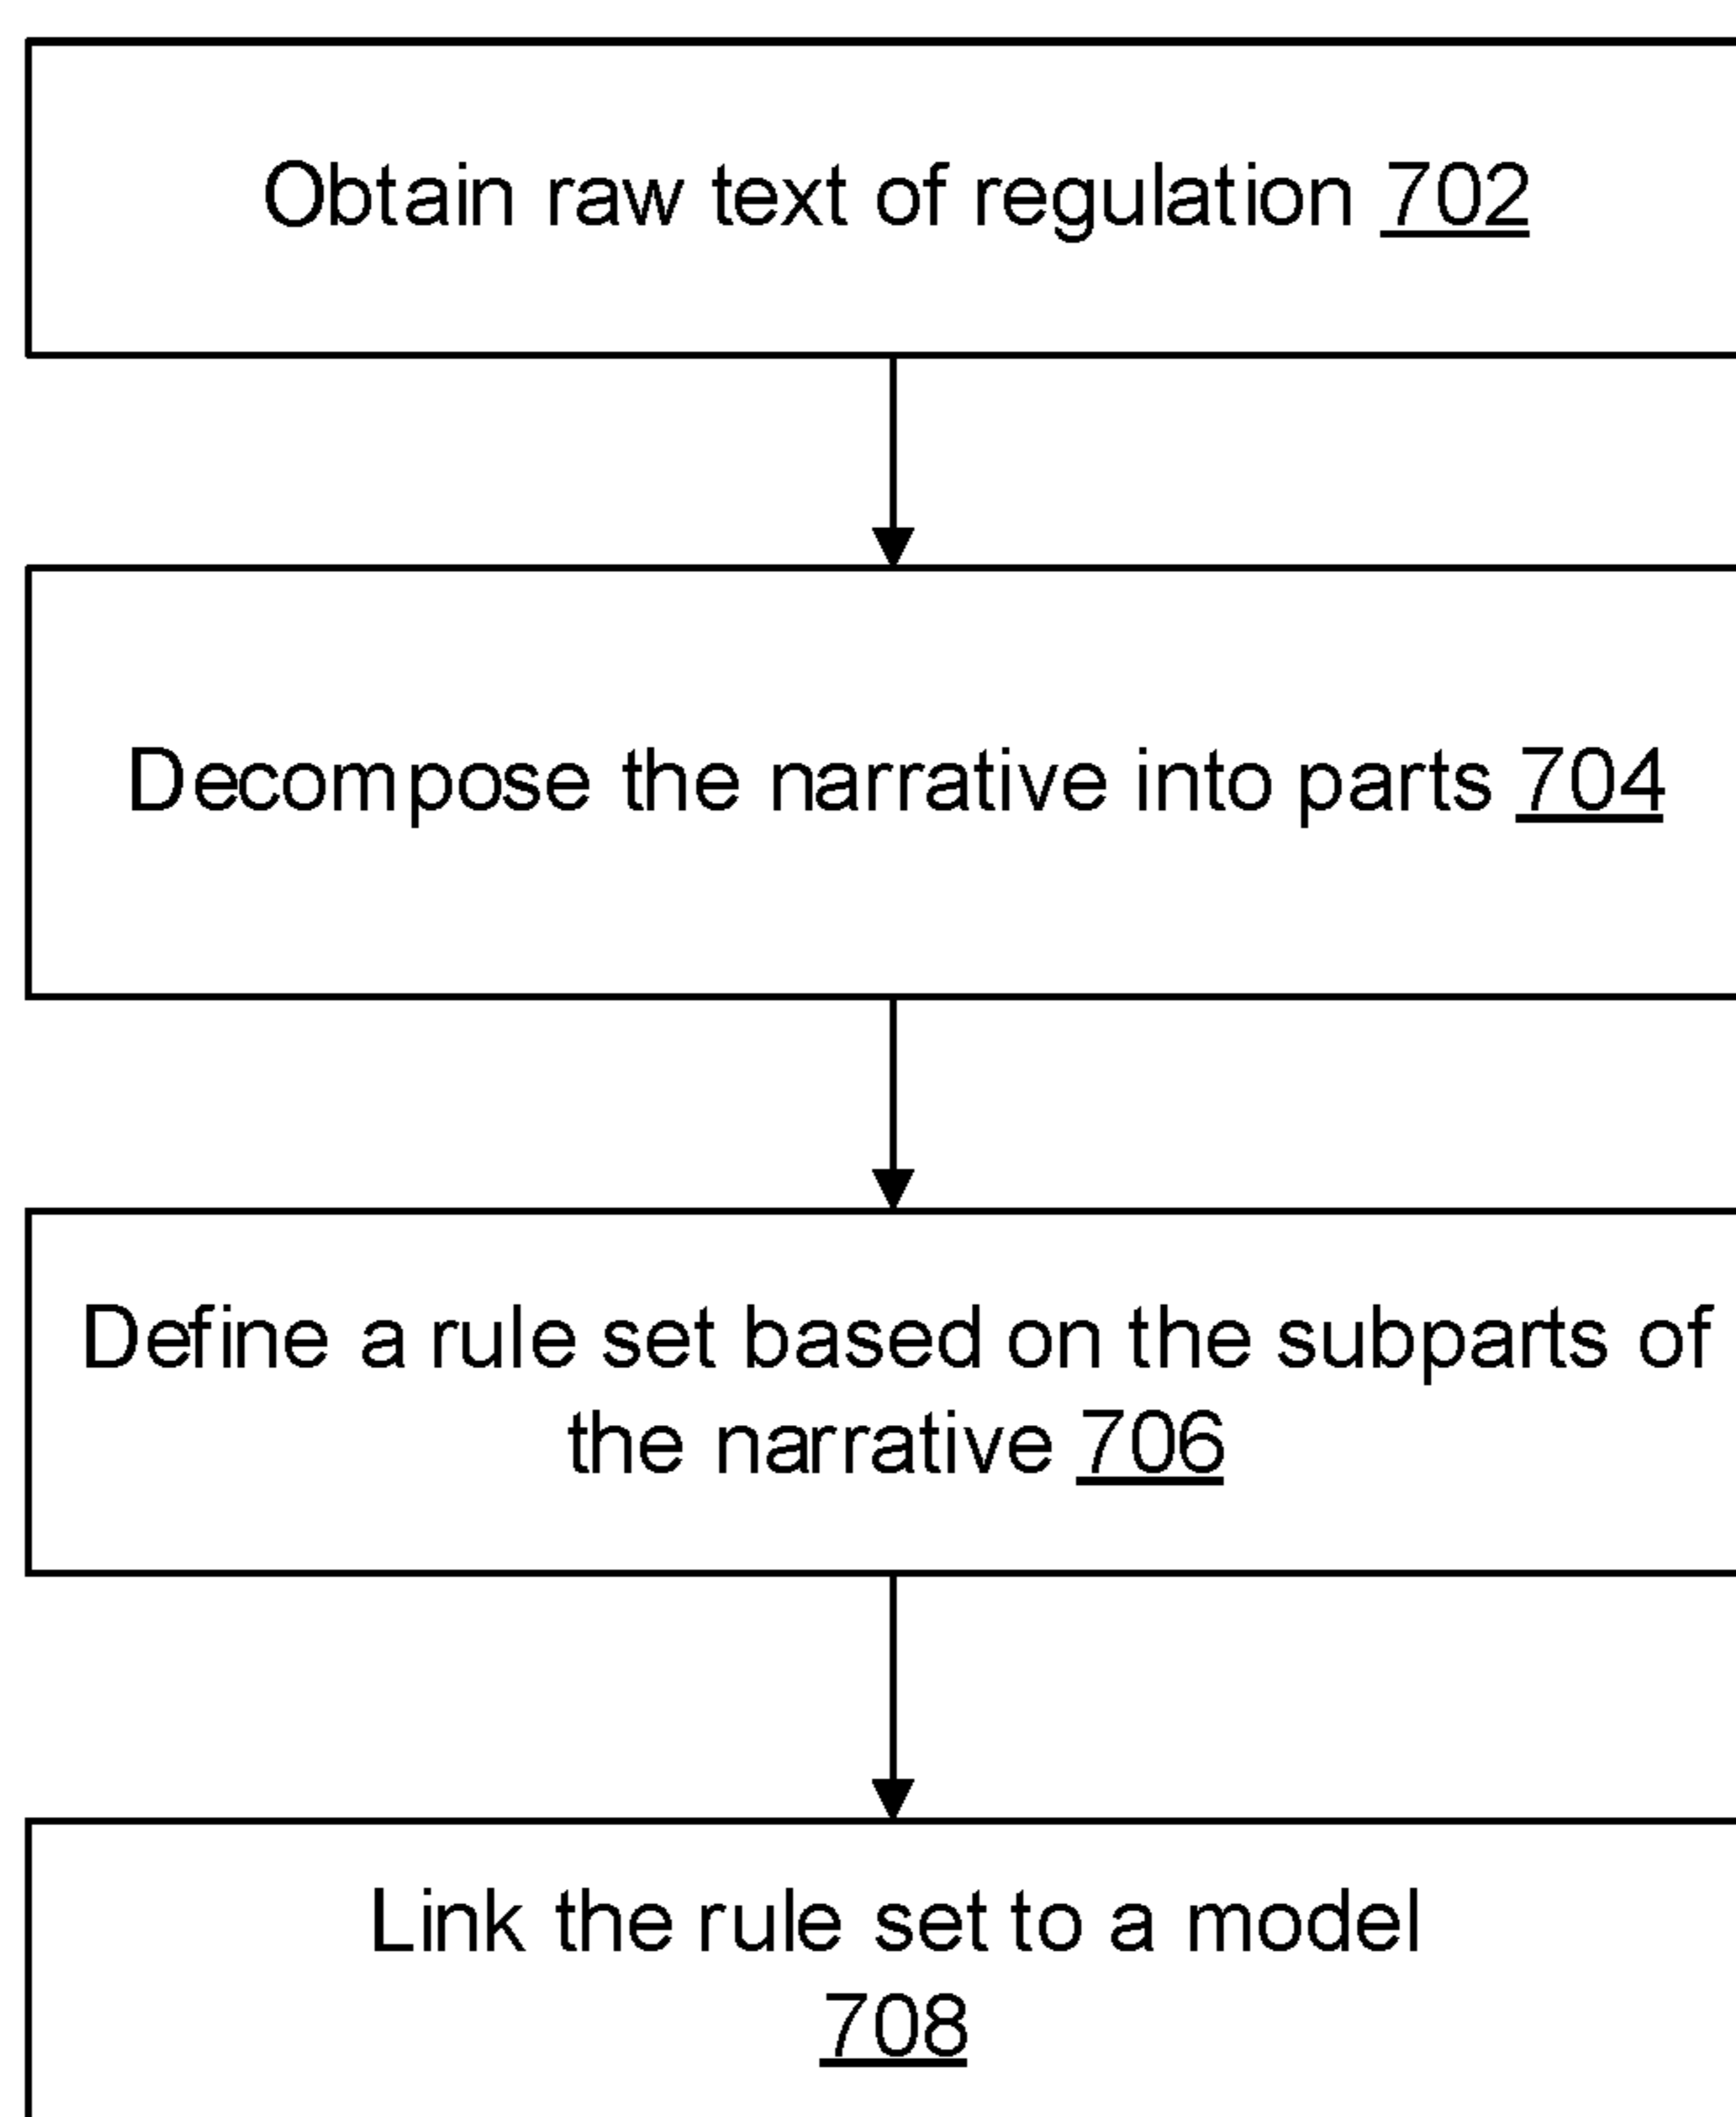 Obtain raw text of regulation 702
Decompose the narrative into parts 704
Define a rule set based on the subparts of
the narrative 706
Link the rule set to a model
708